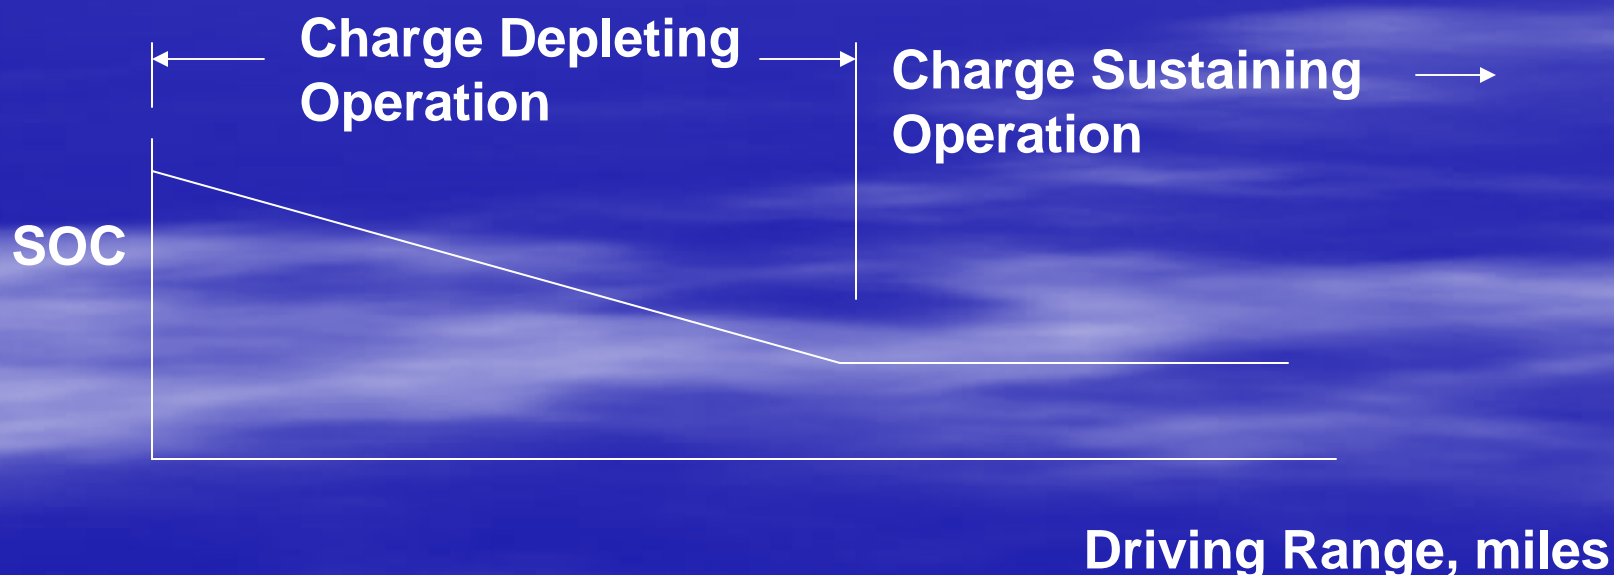 Charge Depleting
Operation
Charge Sustaining
Operation
SOC
Driving Range, miles